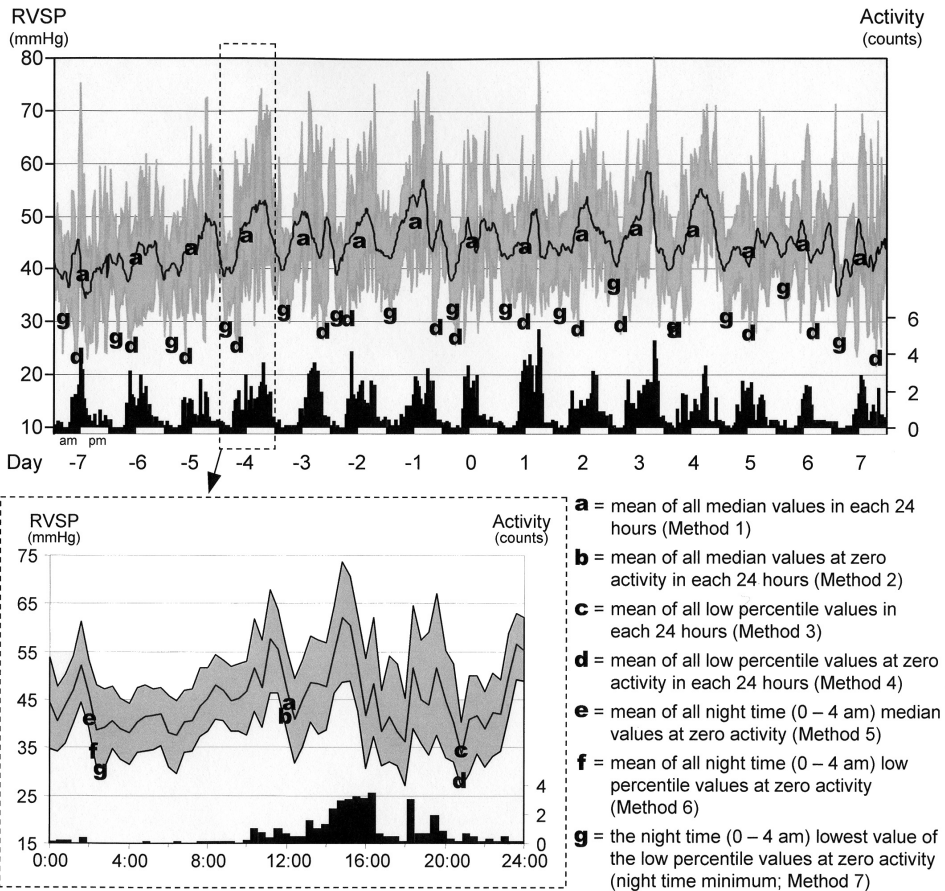 RVSP
(mmHg)
Activity
(counts)
80
70
60
50
40
30
20
10
6
4
2
0
a a a a a a a a a a a a a a a
g g g g g g g g g g g g g g g
d d d d d d d d d d d d d d
am pm
Day -7 -6 -5 -4 -3 -2 -1 0 1 2 3 4 5 6 7
RVSP
(mmHg)
Activity
(counts)
75
65
55
45
35
25
15
4
2
0
e
f
g
a
b
c
d
0:00 4:00 8:00 12:00 16:00 20:00 24:00
a = mean of all median values in each 24
hours (Method 1)
b = mean of all median values at zero
activity in each 24 hours (Method 2)
c = mean of all low percentile values in
each 24 hours (Method 3)
d = mean of all low percentile values at zero
activity in each 24 hours (Method 4)
e = mean of all night time (0 – 4 am) median
values at zero activity (Method 5)
f = mean of all night time (0 – 4 am) low
percentile values at zero activity
(Method 6)
g = the night time (0 – 4 am) lowest value of
the low percentile values at zero activity
(night time minimum; Method 7)